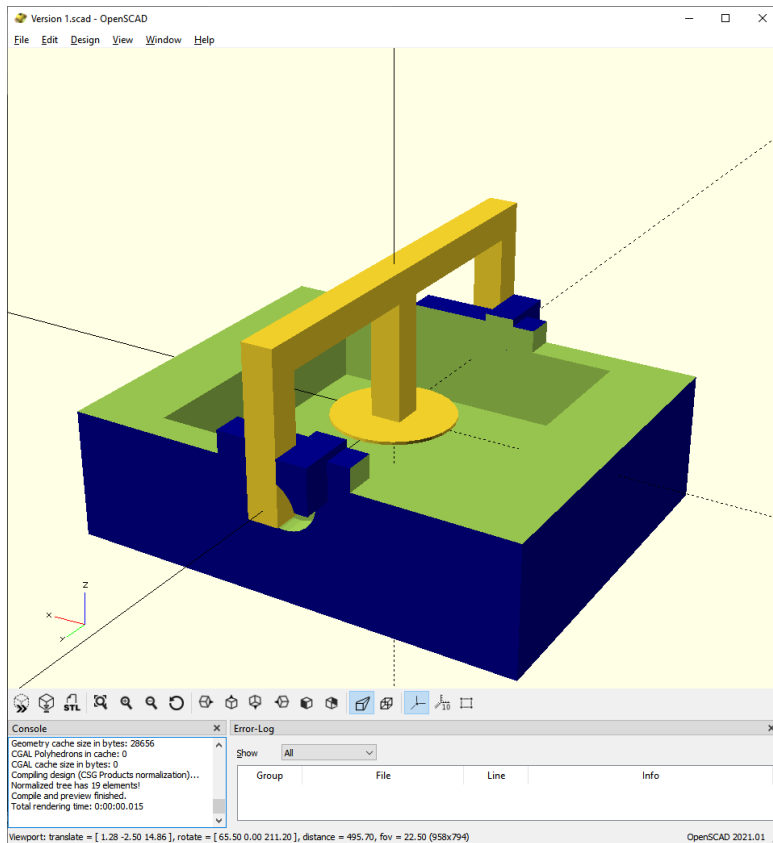 Version 1.scad - OpenSCAD
File Edit Design View Window Help
z
x
y
STL
10
Console
Error-Log
Geometry cache size in bytes: 28656
CGAL Polyhedrons in cache: 0
CGAL cache size in bytes: 0
Compiling design (CSG Products normalization)...
Normalized tree has 19 elements!
Compile and preview finished.
Total rendering time: 0:00:00.015
Show All
Group File Line Info
Viewport: translate = [ 1.28 -2.50 14.86 ], rotate = [ 65.50 0.00 211.20 ], distance = 495.70, fov = 22.50 (958x794) OpenSCAD 2021.01